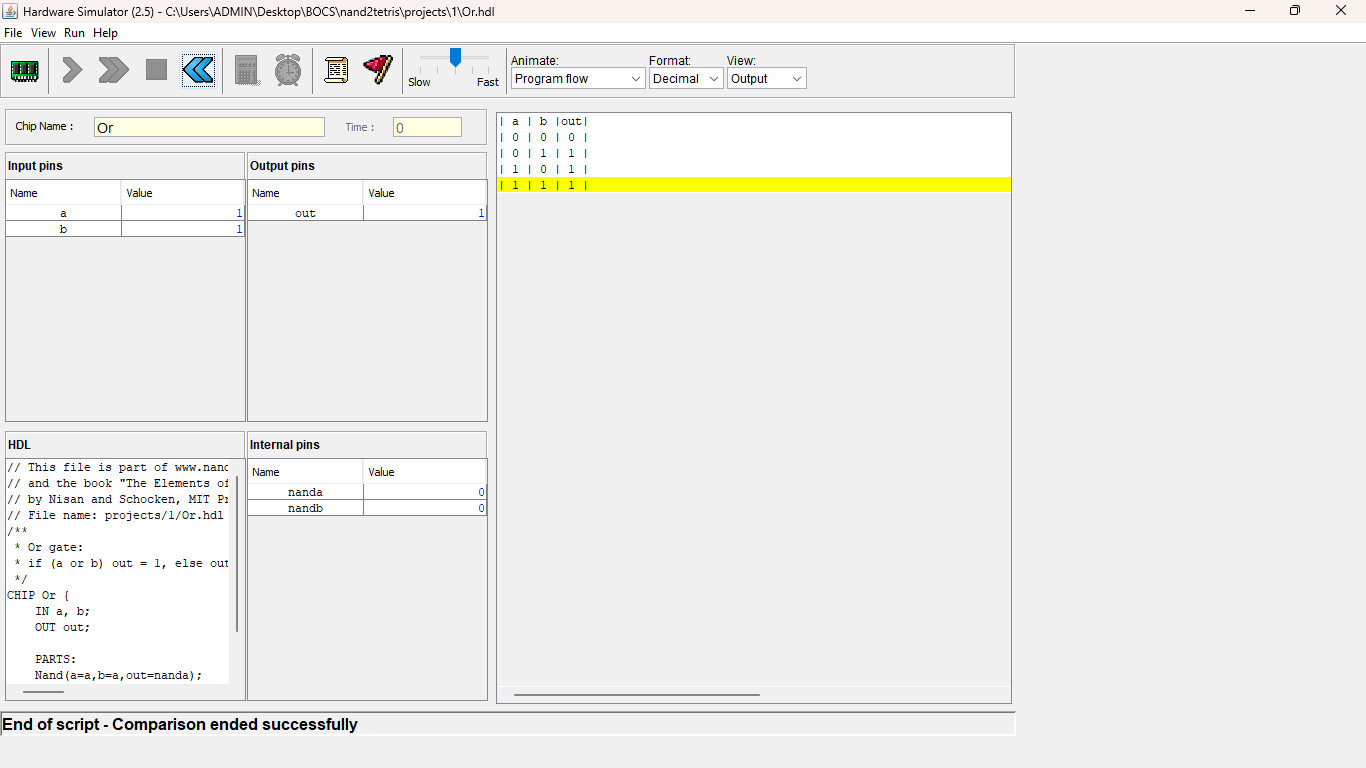 Hardware Simulator (2.5) - C:\Users\ADMIN\Desktop\BOCS\nand2tetris\projects\1\Or.hdl
File View Run Help
Slow Fast
Animate: Format: View:
Program flow Decimal Output
Chip Name : Or Time : 0
Input pins Output pins
Name Value Name Value
a 1 out 1
b 1
| a | b |out|
| 0 | 0 | 0 |
| 0 | 1 | 1 |
| 1 | 0 | 1 |
| 1 | 1 | 1 |
HDL
// This file is part of www.nanc
// and the book "The Elements of
// by Nisan and Schocken, MIT Pr
// File name: projects/1/Or.hdl
/**
* Or gate:
* if (a or b) out = 1, else out
*/
CHIP Or {
IN a, b;
OUT out;
PARTS:
Nand(a=a,b=a,out=nanda);
Internal pins
Name Value
nanda 0
nandb 0
End of script - Comparison ended successfully